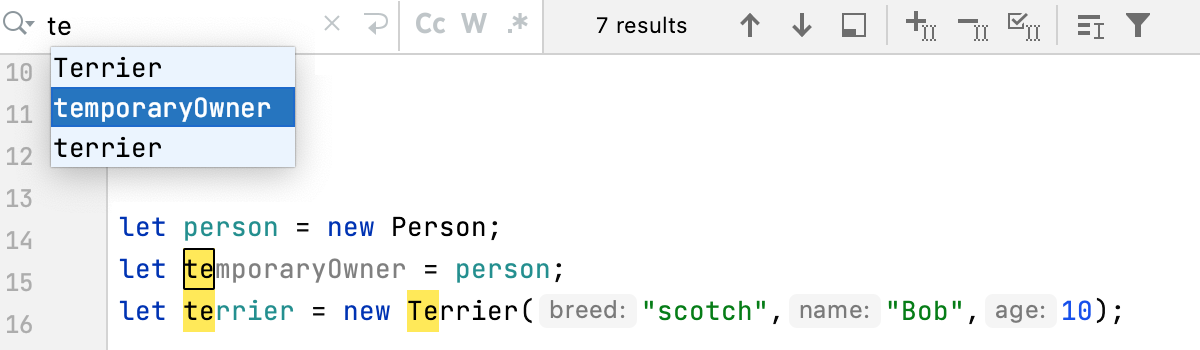 te Cc W .* 7 results
10 Terrier
11 temporaryOwner
12 terrier
13
14 let person = new Person;
15 let temporaryOwner = person;
16 let terrier = new Terrier( breed: "scotch", name: "Bob", age: 10);